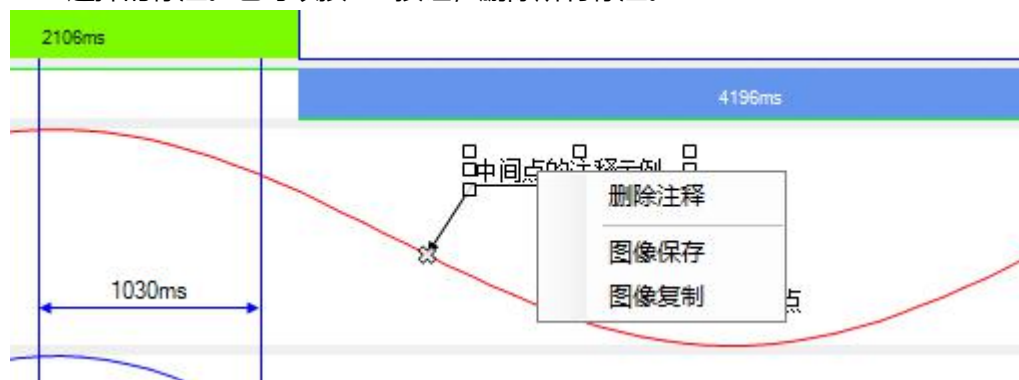 2106ms
4196ms
中间点的注释示例
删除注释
图像保存
图像复制
1030ms
点